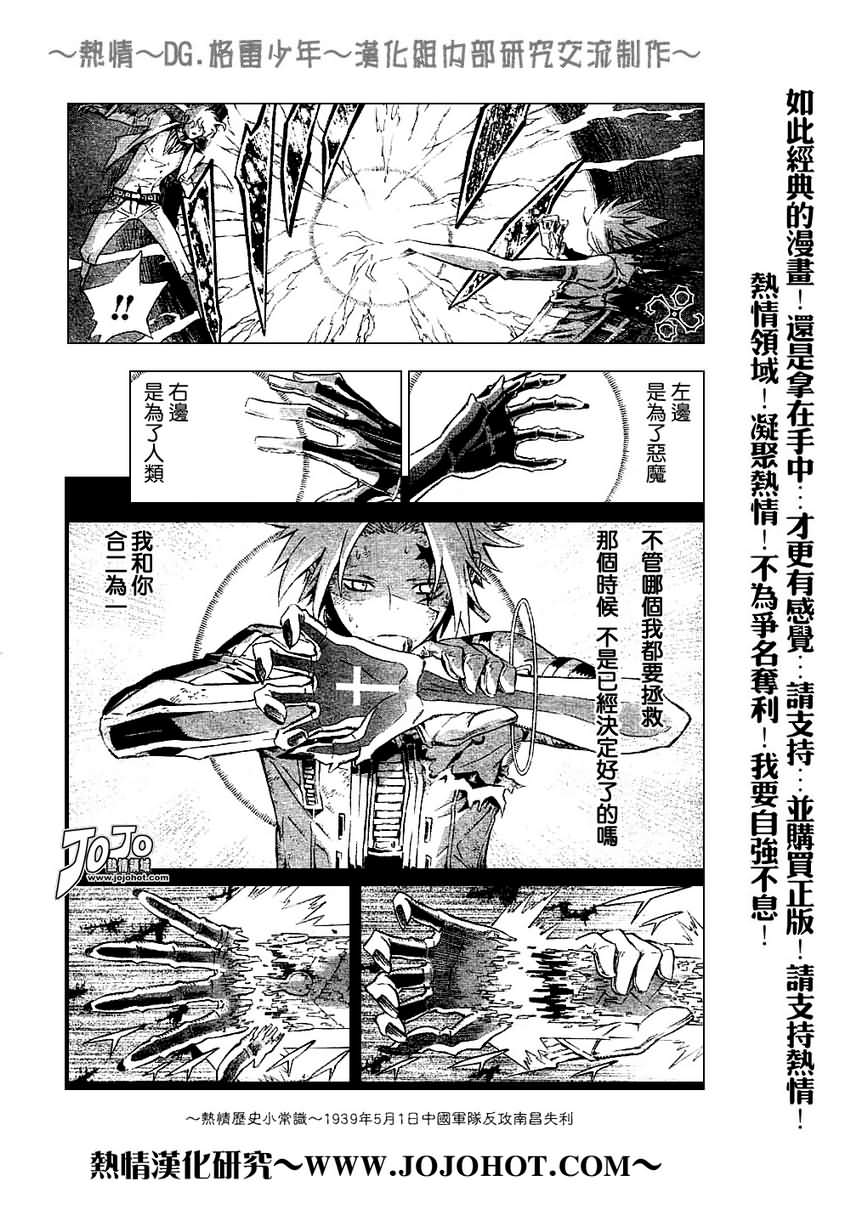 ～熱情～DG.格雷少年～漢化組內部研究交流制作～
如此經典的漫畫！還是拿在手中…才更有感覺…請支持…並購買正版！請支持熱情！
熱情領域！凝聚熱情！不為爭名奪利！我要自強不息！
!!
左邊
是為了惡魔
右邊
是為了人類
不管哪個我都要拯救
那個時候 不是已經決定好了的嗎
我和你
合二為一
JOJO
熱情領域
www.jojohot.com
～熱情歷史小常識～1939年5月1日中國軍隊反攻南昌失利
熱情漢化研究～WWW.JOJOHOT.COM～